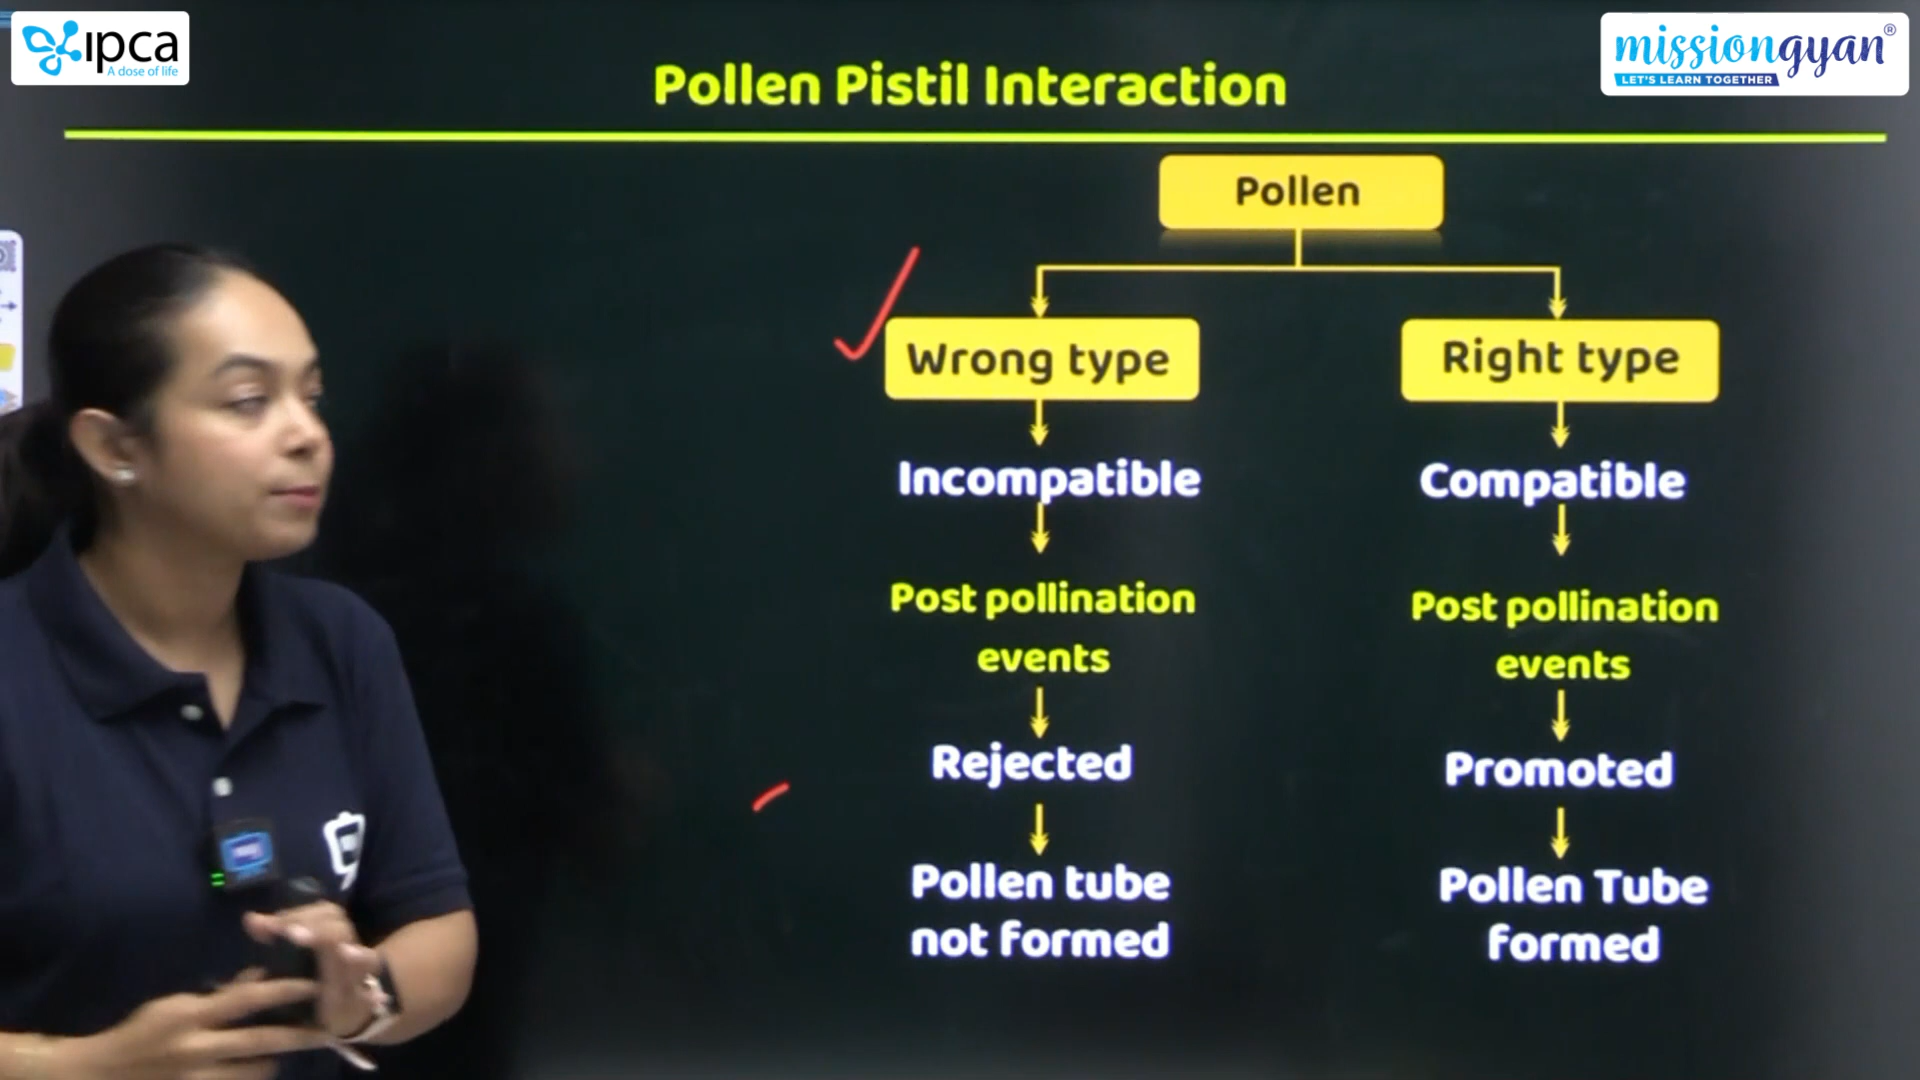 ipca
A dose of life
missiongyan®
LET'S LEARN TOGETHER
Pollen Pistil Interaction
Pollen
Wrong type
Right type
Incompatible
Compatible
Post pollination
events
Post pollination
events
Rejected
Promoted
Pollen tube
not formed
Pollen Tube
formed